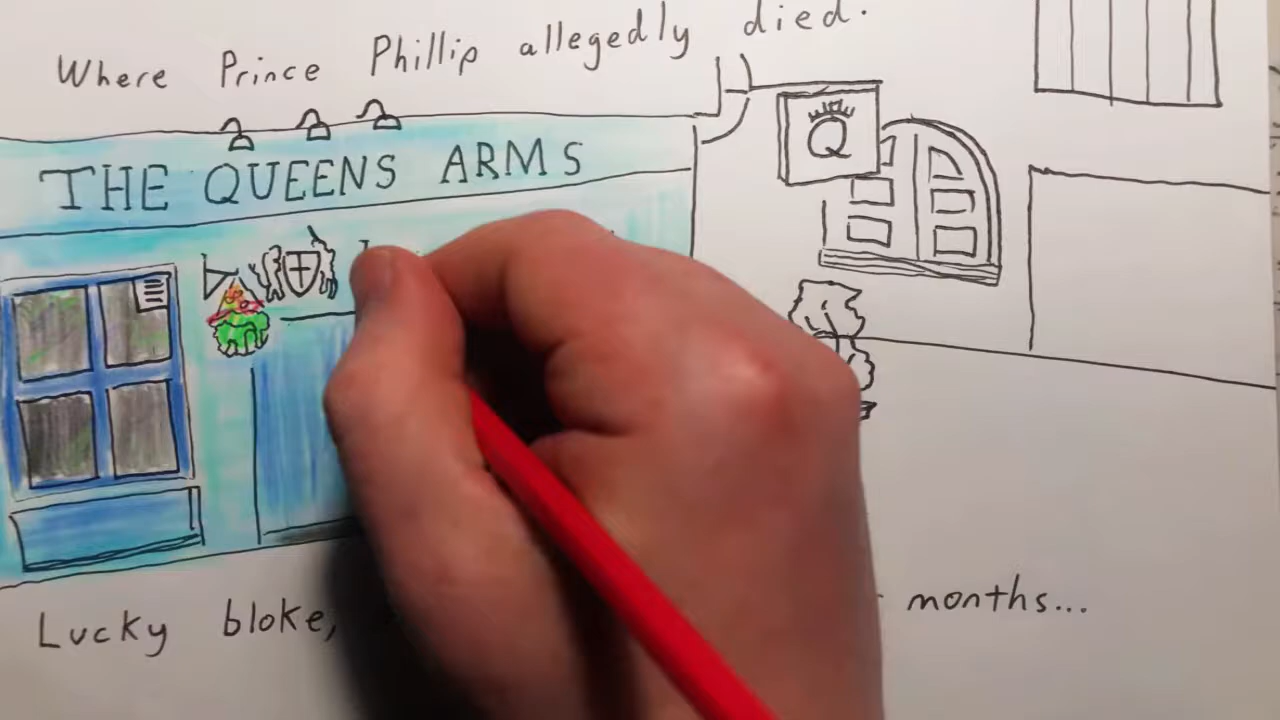 Where Prince Phillip allegedly died.
THE QUEENS ARMS
Q
Lucky bloke, months...